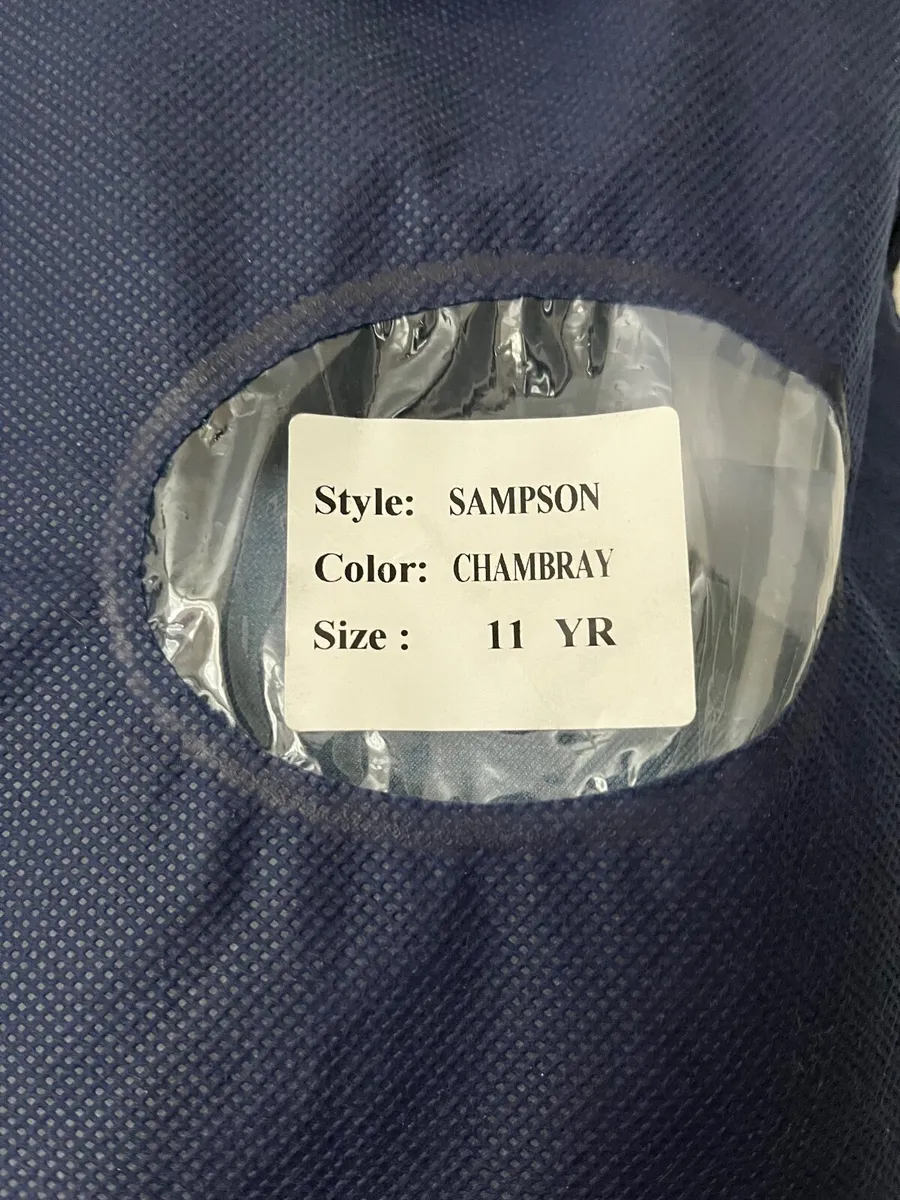 Style: SAMPSON
Color: CHAMBRAY
Size : 11 YR